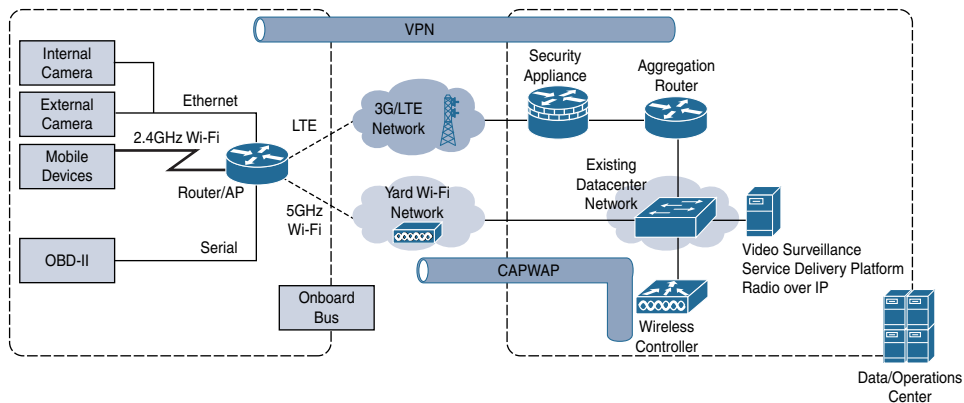 VPN
Internal
Camera
External
Camera
Mobile
Devices
OBD-II
Ethernet
2.4GHz Wi-Fi
Router/AP
Serial
LTE
5GHz
Wi-Fi
Onboard
Bus
3G/LTE
Network
Yard Wi-Fi
Network
CAPWAP
Security
Appliance
Aggregation
Router
Existing
Datacenter
Network
Video Surveillance
Service Delivery Platform
Radio over IP
Wireless
Controller
Data/Operations
Center